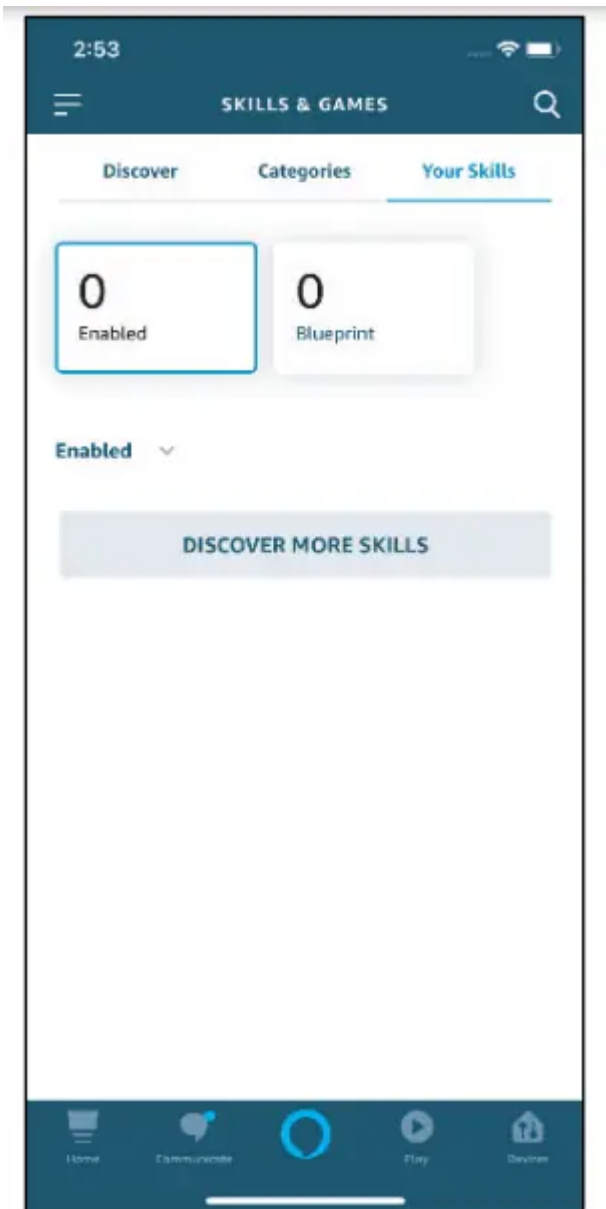 2:53
SKILLS & GAMES
Discover Categories Your Skills
0 0
Enabled Blueprint
Enabled
DISCOVER MORE SKILLS
Home Communicate Play Devices